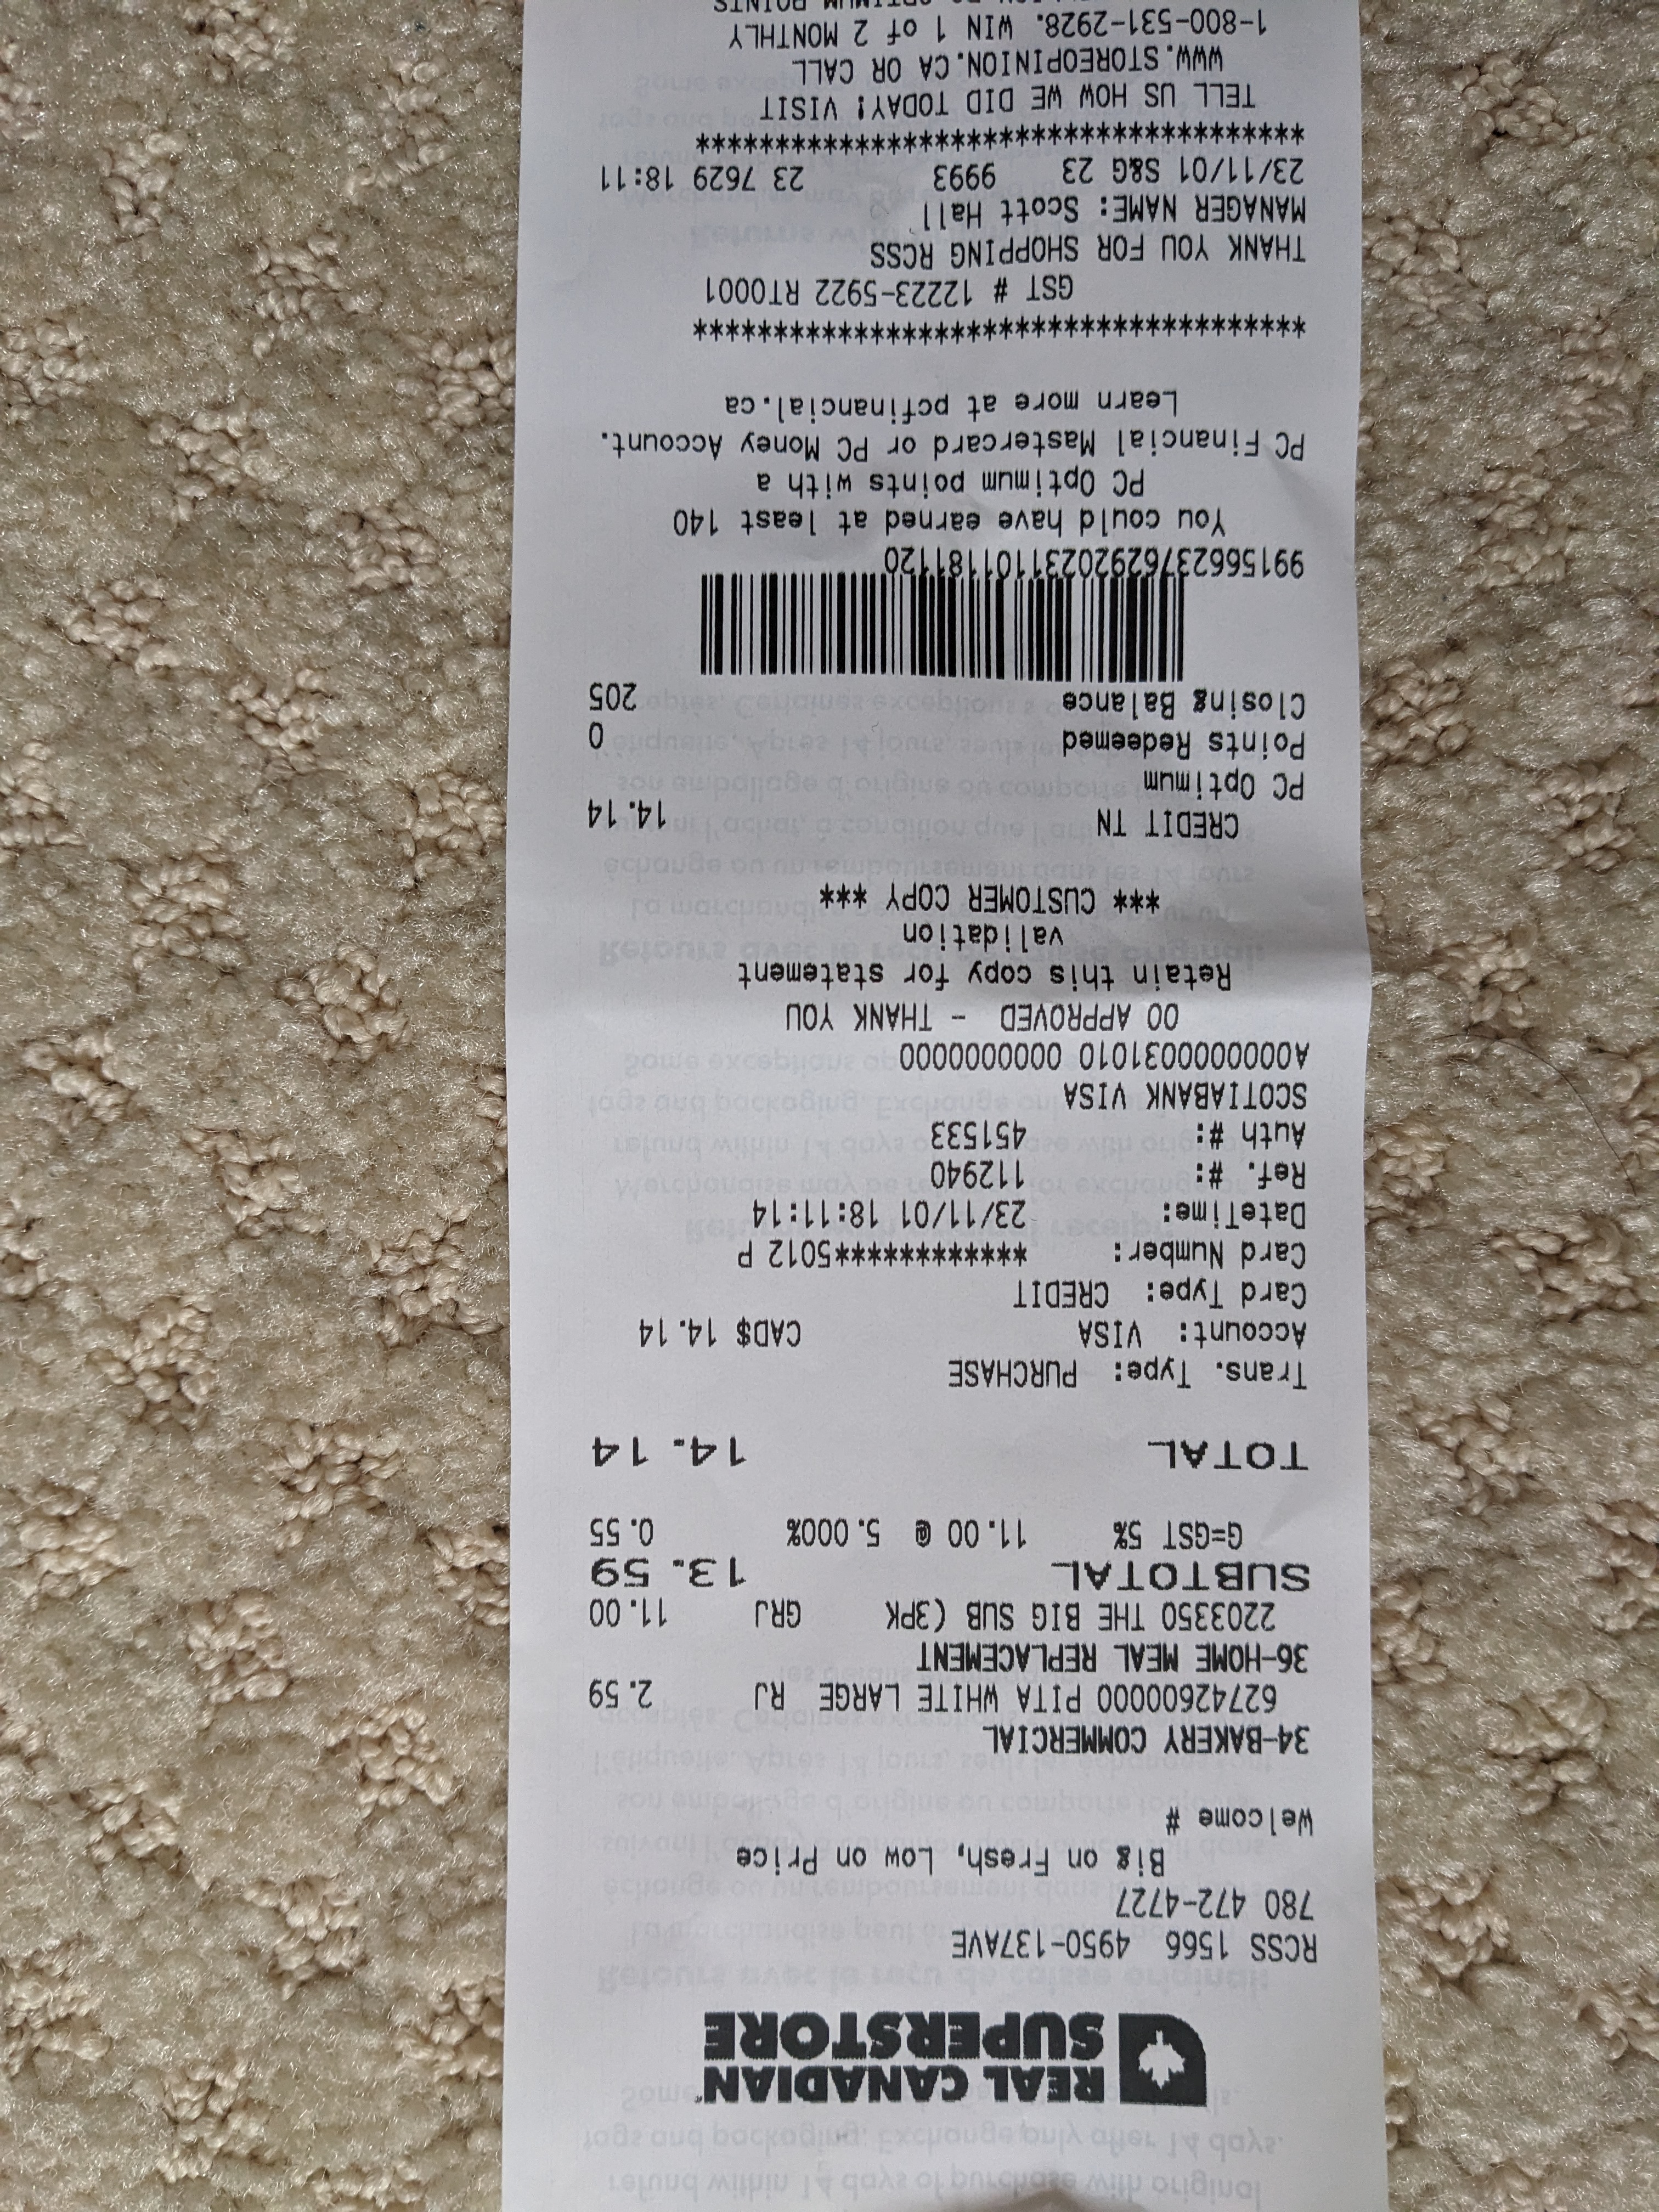 REAL CANADIAN
SUPERSTORE
RCSS 1566 4950-137AVE
780 472-4727
Big on Fresh, Low on Price
Welcome #
34-BAKERY COMMERCIAL
62742600000 PITA WHITE LARGE RJ 2.59
36-HOME MEAL REPLACEMENT
2203350 THE BIG SUB (3PK GRJ 11.00
SUBTOTAL 13.59
G=GST 5% 11.00 @ 5.000% 0.55
TOTAL 14.14
Trans. Type: PURCHASE
Account: VISA CAD$ 14.14
Card Type: CREDIT
Card Number: ************5012 P
DateTime: 23/11/01 18:11:14
Ref. #: 112940
Auth #: 451533
SCOTIABANK VISA
A0000000031010 0000000000
00 APPROVED - THANK YOU
Retain this copy for statement
validation
*** CUSTOMER COPY ***
CREDIT TN 14.14
PC Optimum
Points Redeemed 0
Closing Balance 205
9915662376292023110118112​0
You could have earned at least 140
PC Optimum points with a
PC Financial Mastercard or PC Money Account.
Learn more at pcfinancial.ca
**************************************
GST # 12223-5922 RT0001
THANK YOU FOR SHOPPING RCSS
MANAGER NAME: Scott Hall
23/11/01 S&G 23 9993 23 7629 18:11
**************************************
TELL US HOW WE DID TODAY! VISIT
WWW.STOREOPINION.CA OR CALL
1-800-531-2928. WIN 1 of 2 MONTHLY